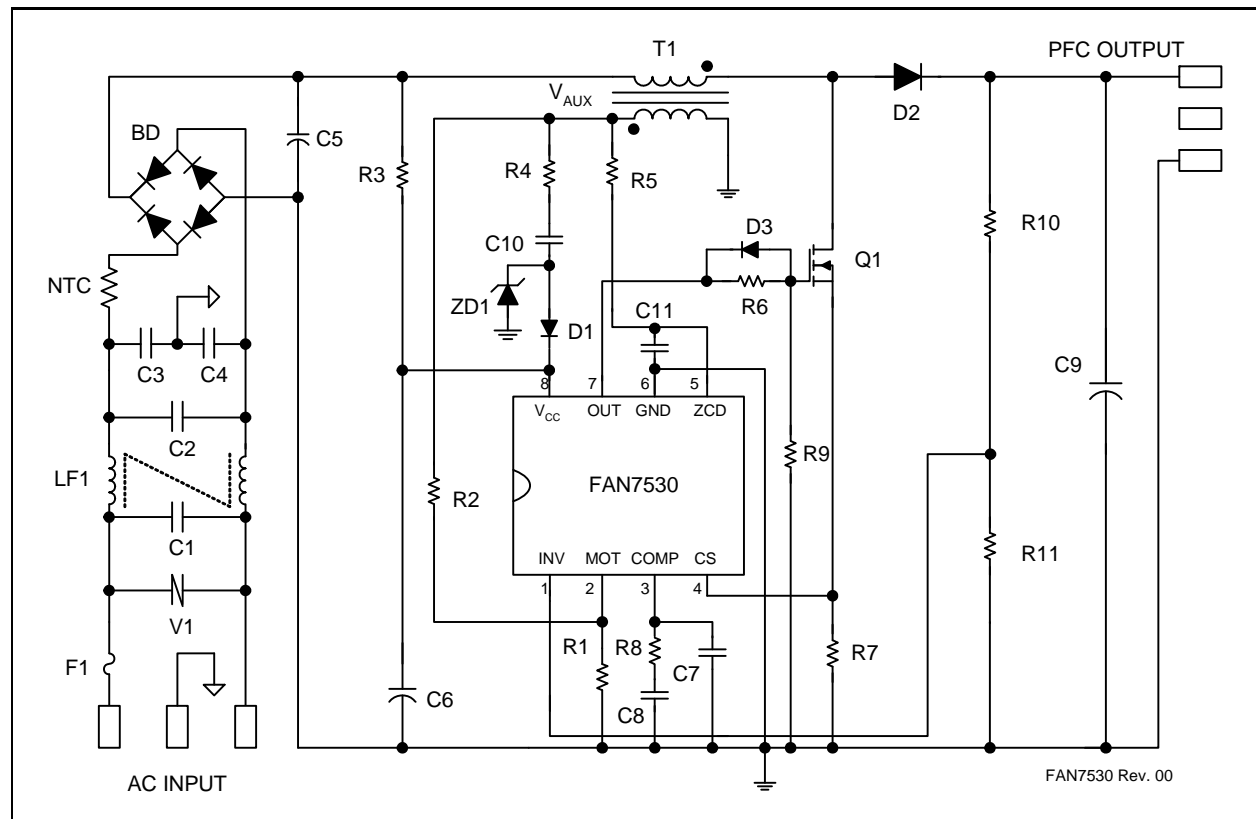 T1
PFC OUTPUT
VAUX
D2
BD
C5
R3
R4
R5
R10
D3
C10
NTC
Q1
ZD1
R6
C11
D1
C3
C4
C9
8
7
6
5
VCC
OUT
GND
ZCD
C2
R9
LF1
FAN7530
R2
C1
R11
INV
MOT
COMP
CS
1
2
3
4
V1
R1
R8
F1
C7
R7
C6
C8
AC INPUT
FAN7530 Rev. 00